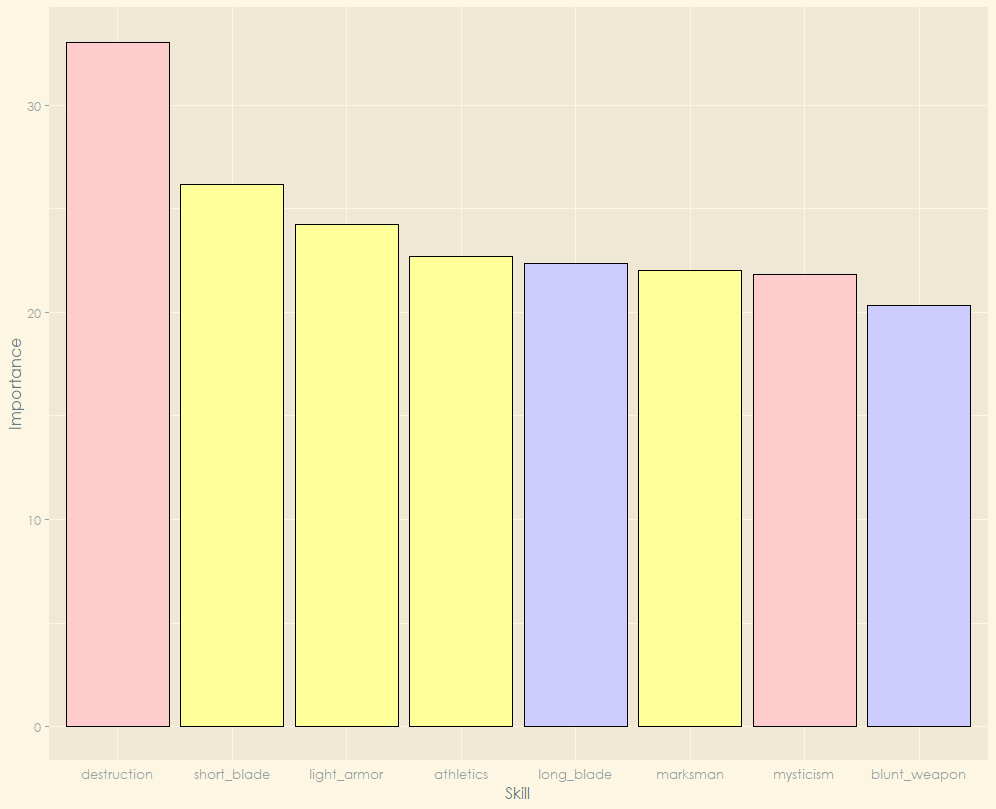 Importance
30
20
10
0
destruction short_blade light_armor athletics long_blade marksman mysticism blunt_weapon
Skill